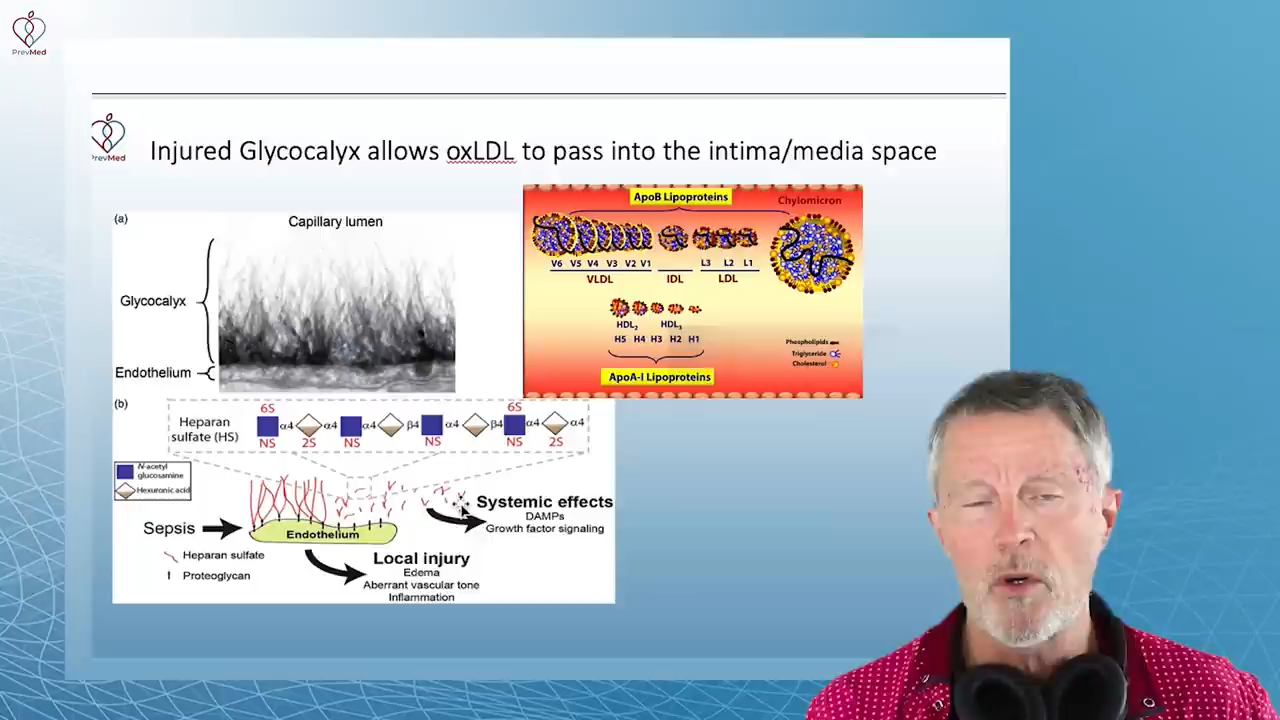 PrevMed
PrevMed
Injured Glycocalyx allows oxLDL to pass into the intima/media space
(a)
Capillary lumen
Glycocalyx
Endothelium
ApoB Lipoproteins
Chylomicron
V6 V5 V4 V3 V2 V1
L3 L2 L1
VLDL
IDL
LDL
HDL2
HDL3
H5 H4 H3 H2 H1
Phospholipids
Triglyceride
Cholesterol
ApoA-I Lipoproteins
(b)
6S
6S
Heparan
sulfate (HS)
α4 α4 α4 β4 α4 β4 α4 α4
NS 2S NS NS NS 2S
N-acetyl
glucosamine
Hexuronic acid
Sepsis
Endothelium
Systemic effects
DAMPs
Growth factor signaling
Heparan sulfate
Proteoglycan
Local injury
Edema
Aberrant vascular tone
Inflammation